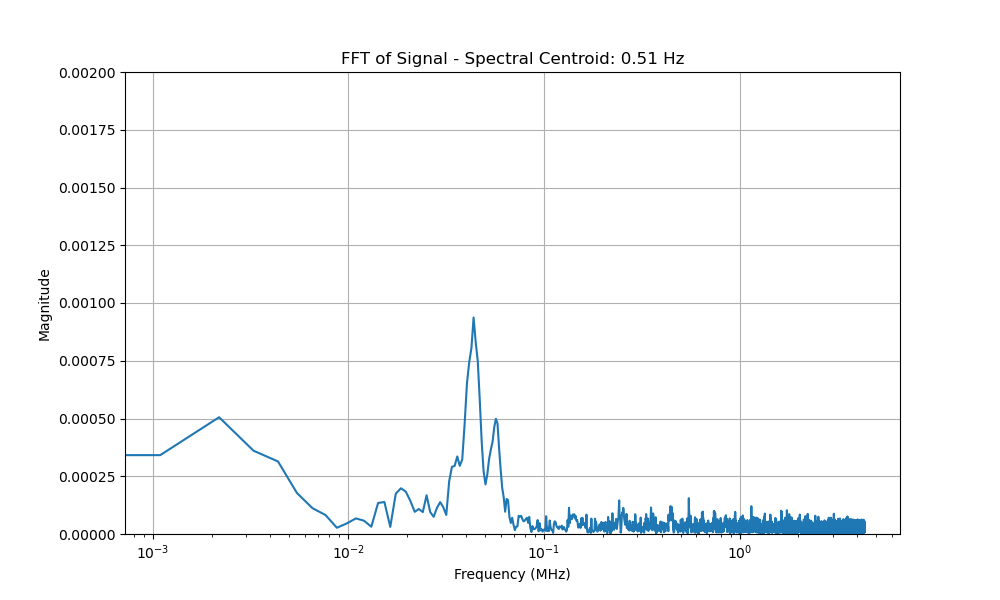 FFT of Signal - Spectral Centroid: 0.51 Hz
0.00200
0.00175
0.00150
0.00125
0.00100
0.00075
0.00050
0.00025
0.00000
Magnitude
10⁻³ 10⁻² 10⁻¹ 10⁰
Frequency (MHz)